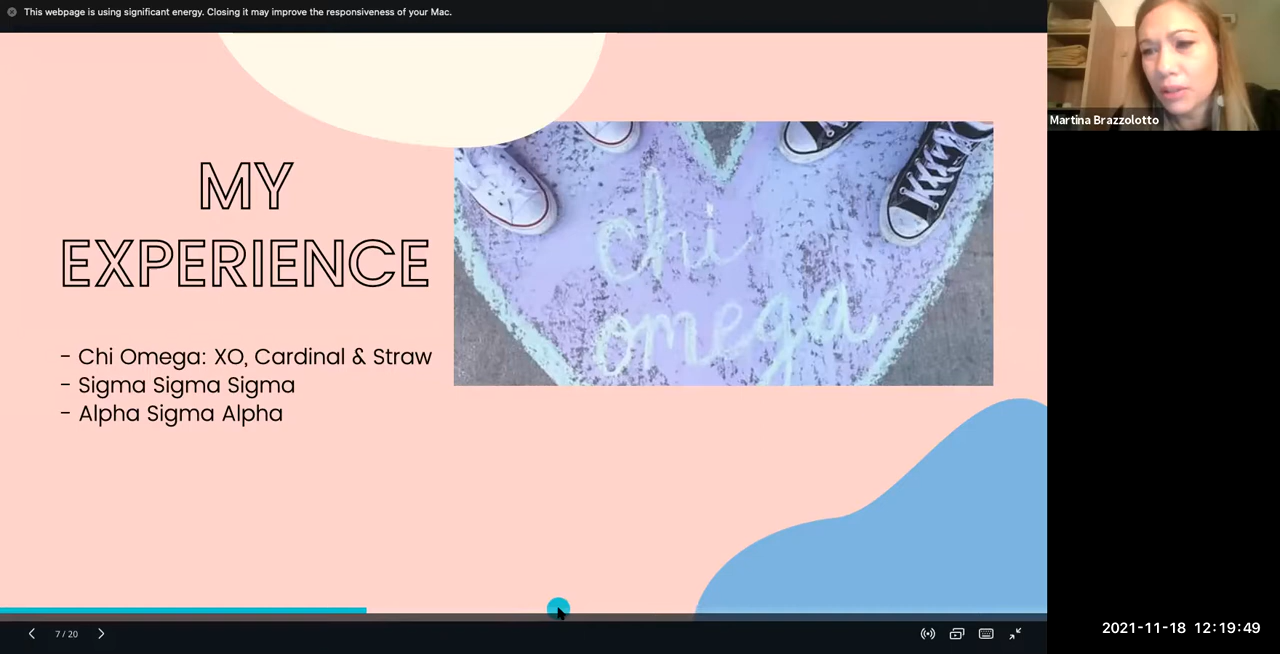 This webpage is using significant energy. Closing it may improve the responsiveness of your Mac.
MY
EXPERIENCE
- Chi Omega: XO, Cardinal & Straw
- Sigma Sigma Sigma
- Alpha Sigma Alpha
chi
omega
Martina Brazzolotto
7 / 20
2021-11-18 12:19:49